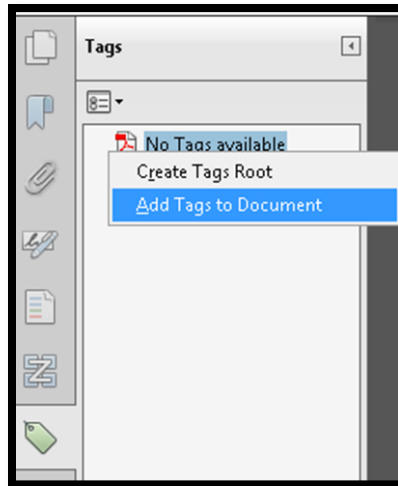 Tags
No Tags available
Create Tags Root
Add Tags to Document